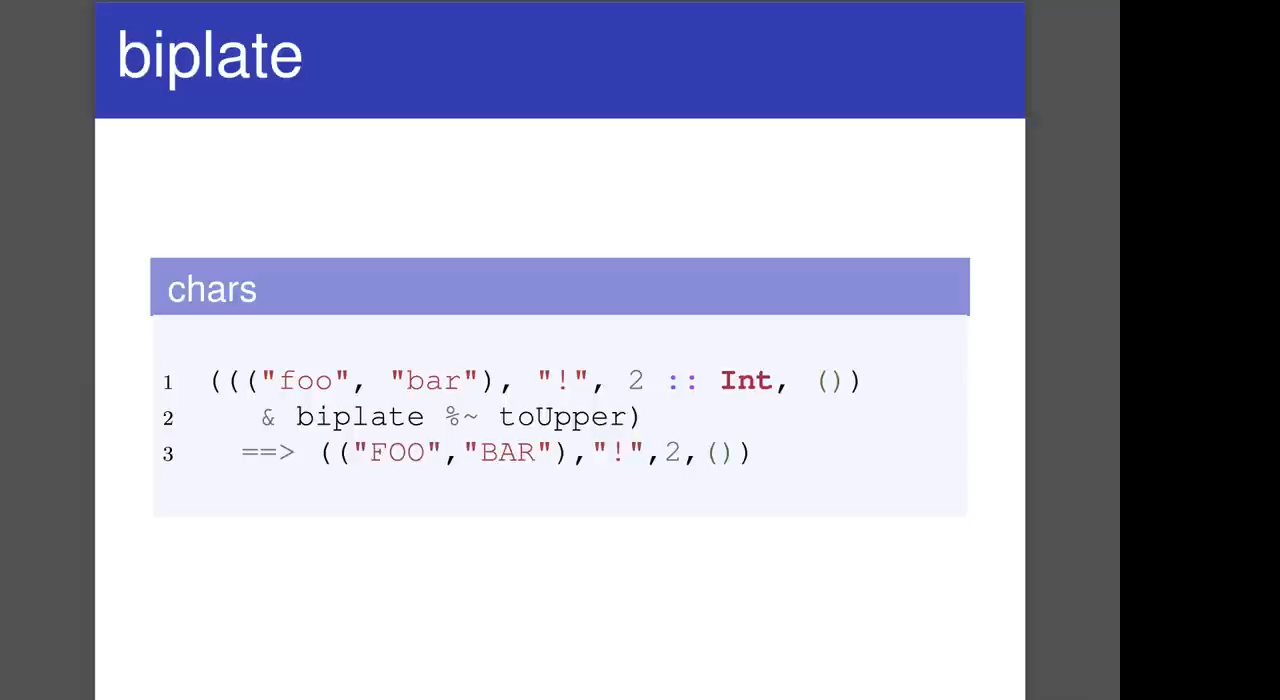 biplate
chars
1 ((("foo", "bar"), "!", 2 :: Int, ())
2 & biplate %~ toUpper)
3 ==> (("FOO","BAR"),"!",2,())